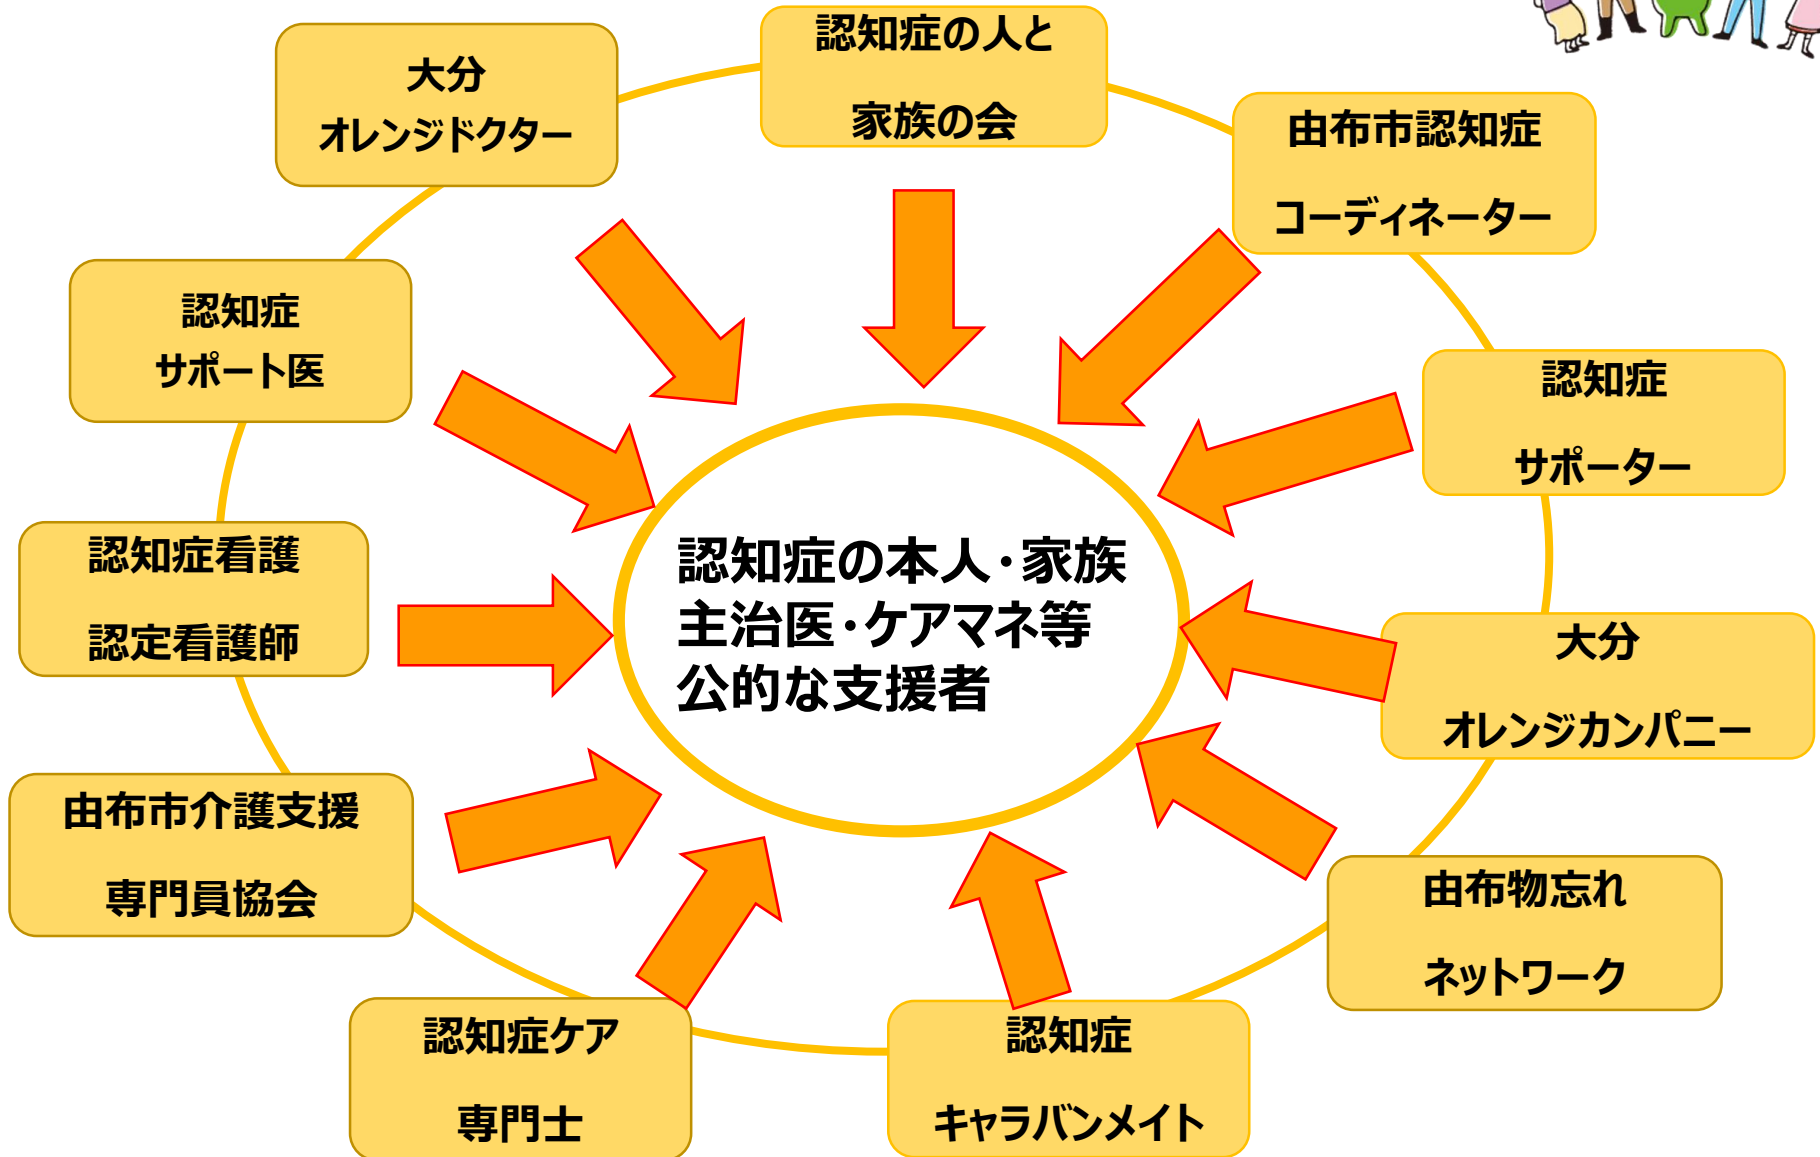 認知症の人と
家族の会
大分
オレンジドクター
由布市認知症
コーディネーター
認知症
サポート医
認知症
サポーター
認知症看護
認定看護師
認知症の本人・家族
主治医・ケアマネ等
公的な支援者
大分
オレンジカンパニー
由布市介護支援
専門員協会
由布物忘れ
ネットワーク
認知症ケア
専門士
認知症
キャラバンメイト